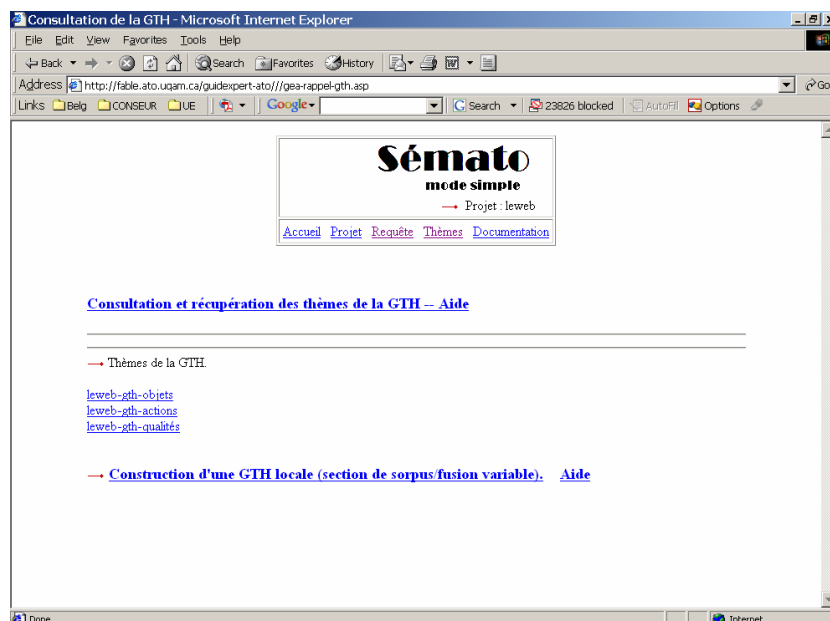 Consultation de la GTH - Microsoft Internet Explorer
File Edit View Favorites Tools Help
Back Search Favorites History
Address http://fable.ato.uqam.ca/guidexpert-ato///gea-rappel-gth.asp Go
Links Belg CONSEUR UE Google Search 23826 blocked AutoFill Options
Sémato
mode simple
Projet : leweb
Accueil Projet Requête Thèmes Documentation
Consultation et récupération des thèmes de la GTH -- Aide
Thèmes de la GTH.
leweb-gth-objets
leweb-gth-actions
leweb-gth-qualités
Construction d'une GTH locale (section de sorpus/fusion variable). Aide
Done Internet